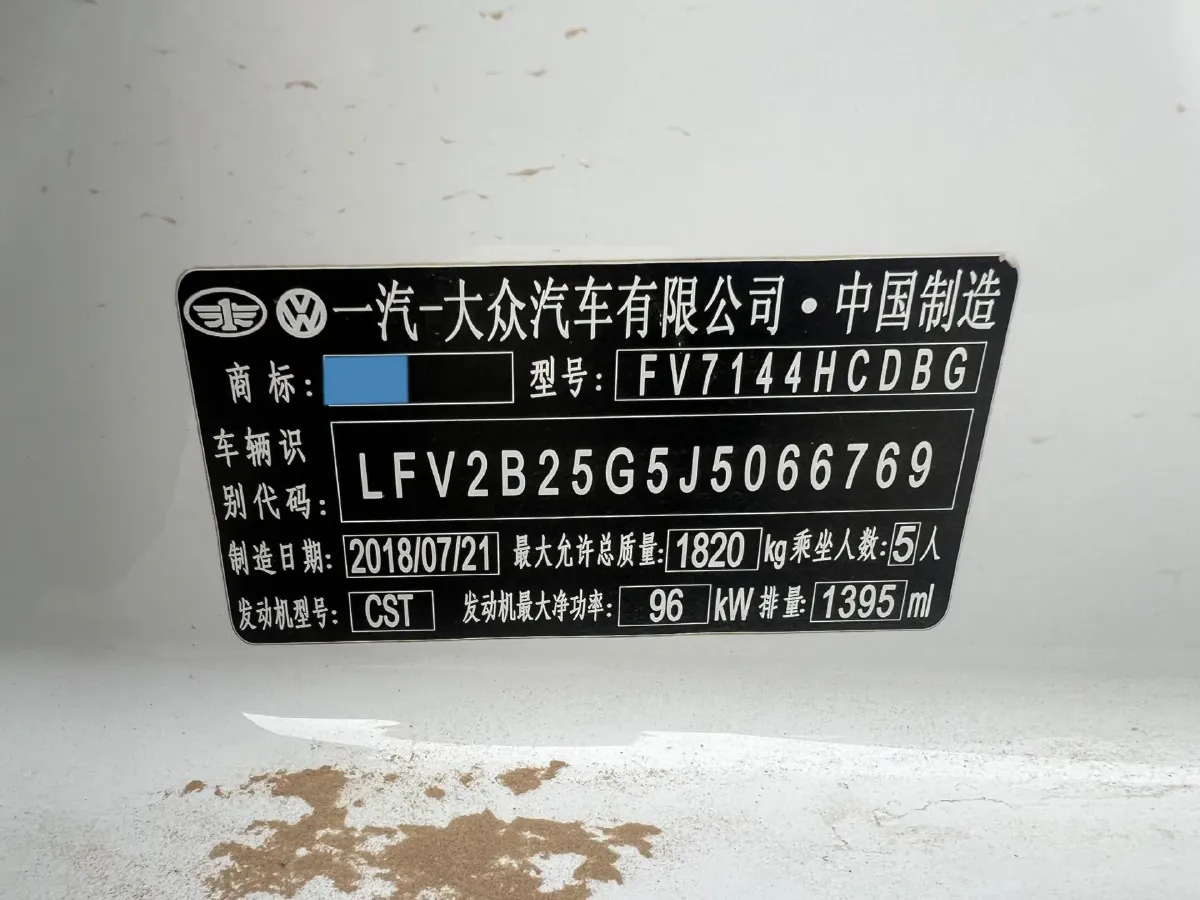 一汽-大众汽车有限公司·中国制造
商标: 型号: FV7144HCDBG
车辆识别代码: LFV2B25G5J5066769
制造日期: 2018/07/21 最大允许总质量: 1820 kg 乘坐人数: 5 人
发动机型号: CST 发动机最大净功率: 96 kW 排量: 1395 ml